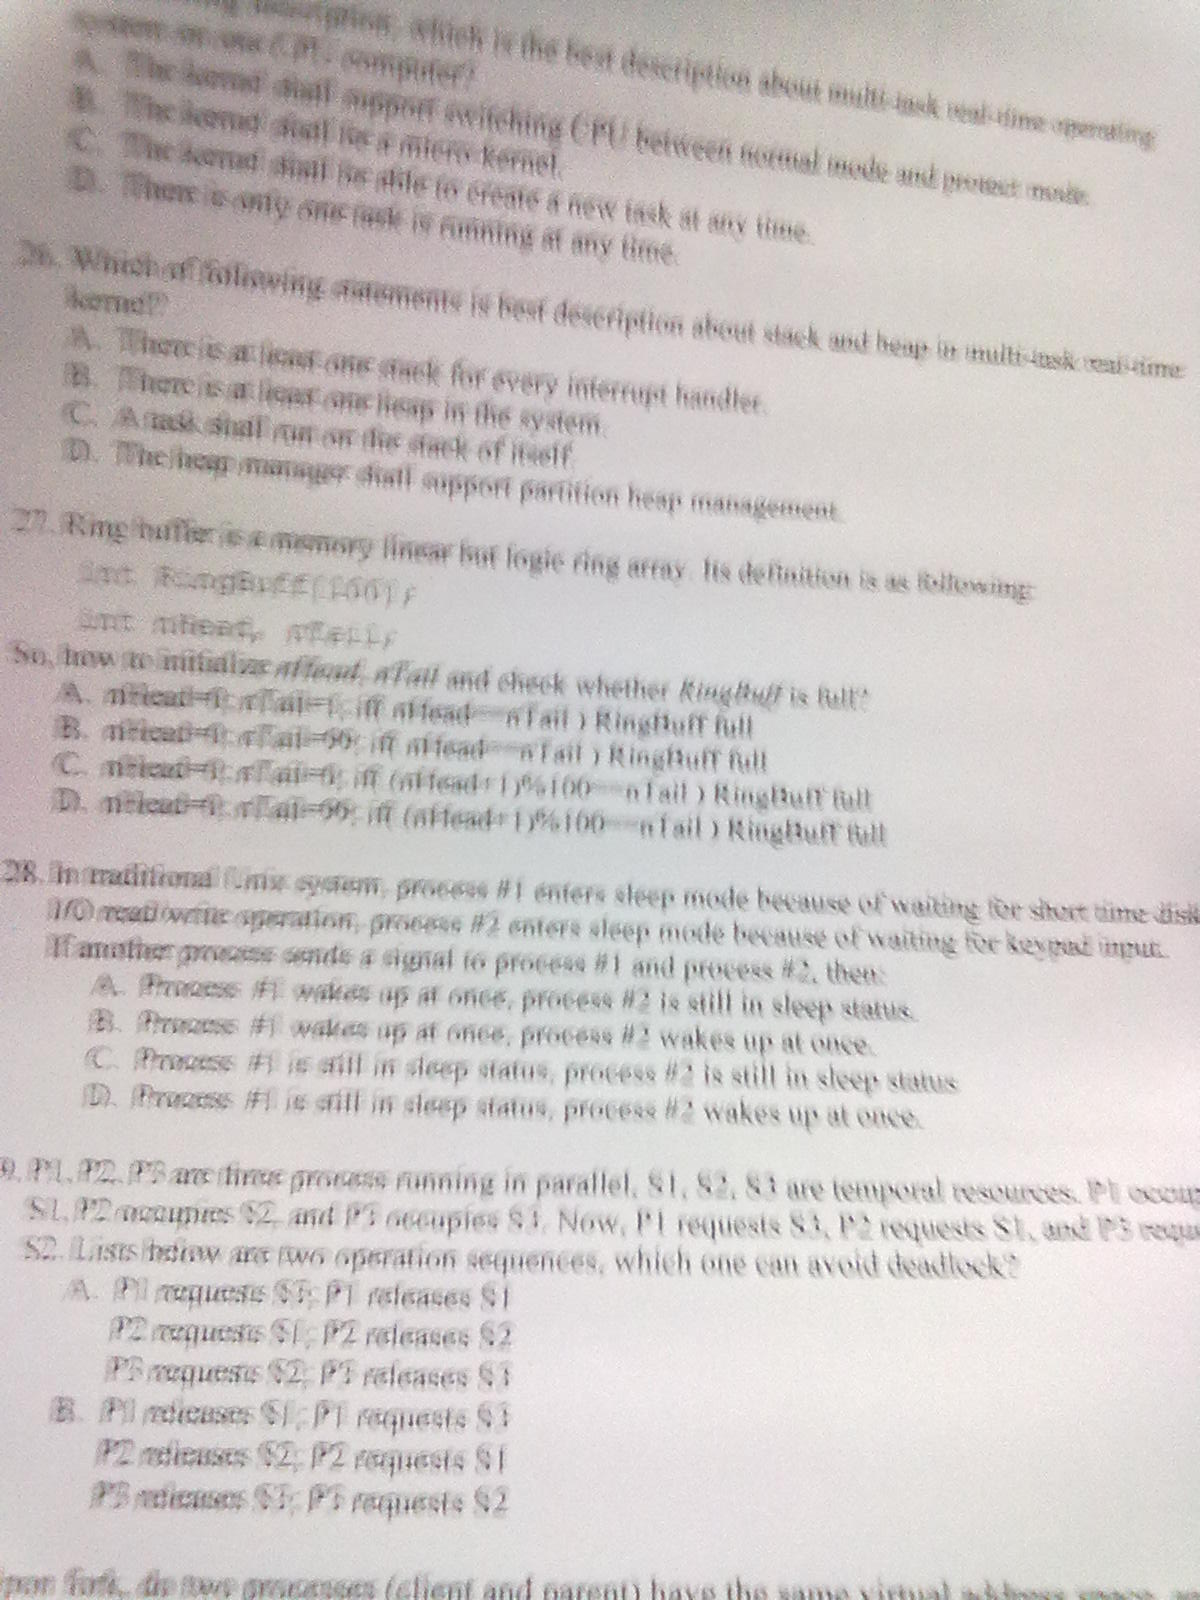 description, which is the best description about multi-task real-time operating
system on one CPU computer?
A. The kernel shall support switching CPU between normal mode and protect mode.
B. The kernel shall be a micro kernel.
C. The kernel shall be able to create a new task at any time.
D. There is only one task is running at any time.
26. Which of following statements is best description about stack and heap in multi-task real-time
kernel?
A. There is at least one stack for every interrupt handler.
B. There is at least one heap in the system.
C. A task shall run on the stack of itself.
D. The heap manager shall support partition heap management.
27. Ring buffer is a memory linear but logic ring array. Its definition is as following:
int RingBuff[100];
int nHead, nTail;
So, how to initialize nHead, nTail and check whether RingBuff is full?
A. nHead=0; nTail=1; if( nHead==nTail ) RingBuff full
B. nHead=0; nTail=99; if( nHead==nTail ) RingBuff full
C. nHead=0; nTail=0; if( (nHead+1)%100==nTail ) RingBuff full
D. nHead=0; nTail=99; if( (nHead+1)%100==nTail ) RingBuff full
28. In traditional Unix system, process #1 enters sleep mode because of waiting for short time disk
I/O read/write operation, process #2 enters sleep mode because of waiting for keypad input.
If another process sends a signal to process #1 and process #2, then:
A. Process #1 wakes up at once, process #2 is still in sleep status.
B. Process #1 wakes up at once, process #2 wakes up at once.
C. Process #1 is still in sleep status, process #2 is still in sleep status
D. Process #1 is still in sleep status, process #2 wakes up at once.
9. P1, P2, P3 are three process running in parallel, S1, S2, S3 are temporal resources. P1 occup
S1, P2 occupies S2, and P3 occupies S3. Now, P1 requests S3, P2 requests S1, and P3 reque
S2. Lists below are two operation sequences, which one can avoid deadlock?
A. P1 requests S3; P1 releases S1
P2 requests S1; P2 releases S2
P3 requests S2; P3 releases S3
B. P1 releases S1; P1 requests S3
P2 releases S2; P2 requests S1
P3 releases S3; P3 requests S2
fork, the two processes (client and parent) have the same virtual address space,